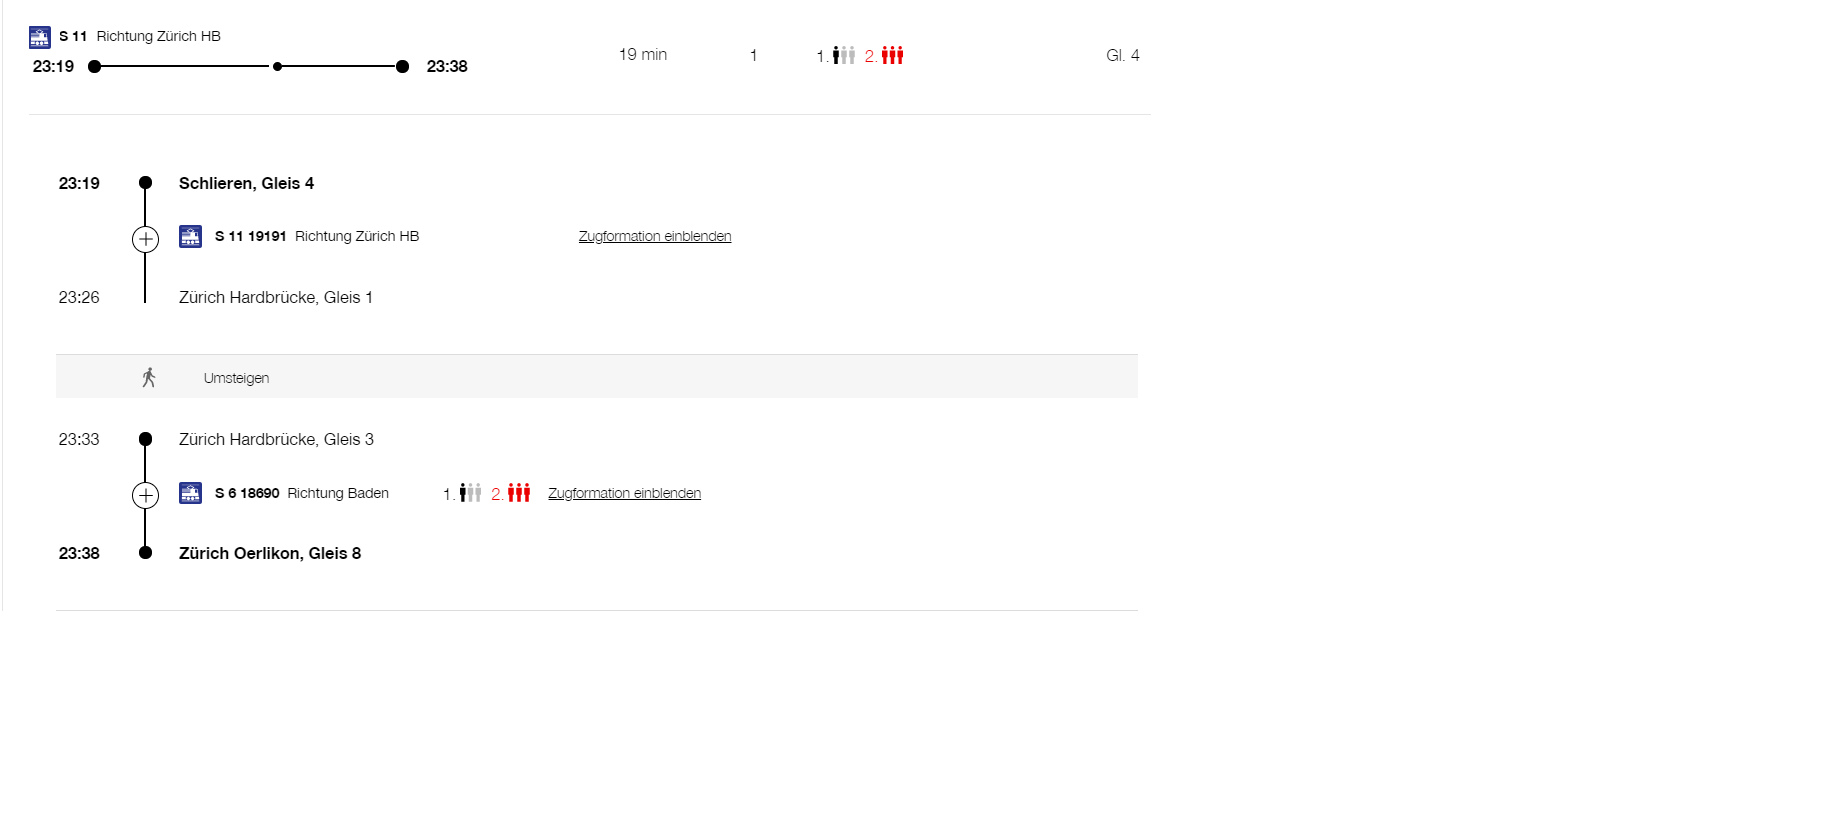 S 11 Richtung Zürich HB
23:19 23:38 19 min 1 1. 2. Gl. 4
23:19 Schlieren, Gleis 4
S 11 19191 Richtung Zürich HB Zugformation einblenden
23:26 Zürich Hardbrücke, Gleis 1
Umsteigen
23:33 Zürich Hardbrücke, Gleis 3
S 6 18690 Richtung Baden 1. 2. Zugformation einblenden
23:38 Zürich Oerlikon, Gleis 8